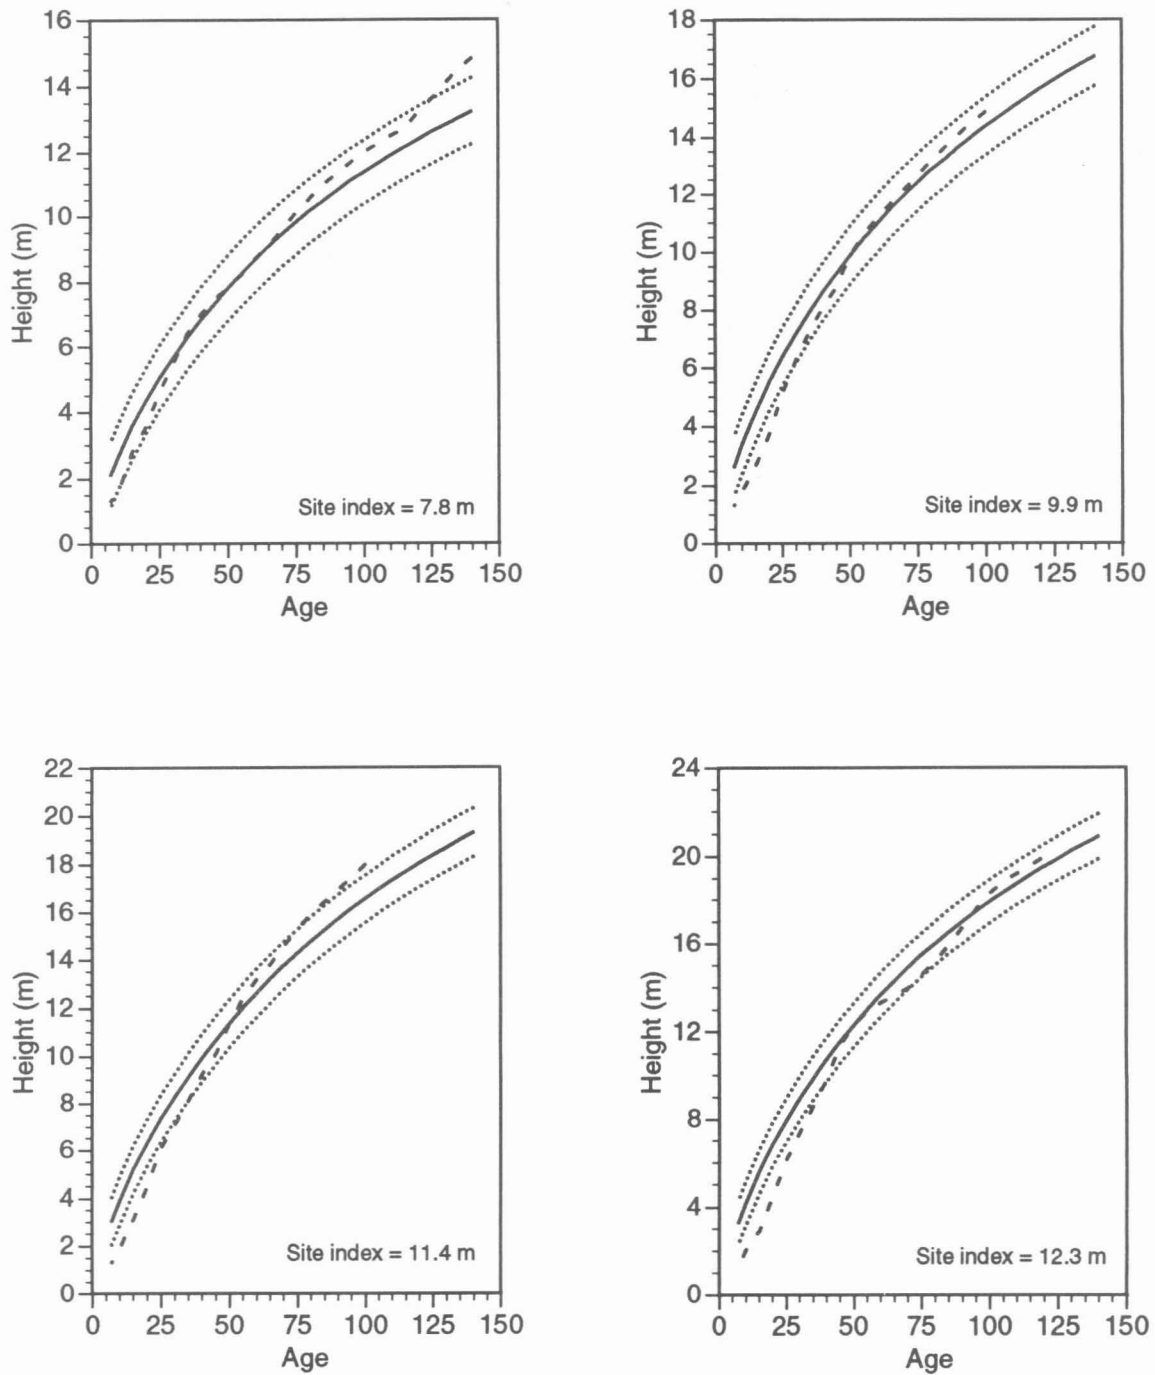 16
14
12
10
8
6
4
2
0
Height (m)
Site index = 7.8 m
0 25 50 75 100 125 150
Age
18
16
14
12
10
8
6
4
2
0
Height (m)
Site index = 9.9 m
0 25 50 75 100 125 150
Age
22
20
18
16
14
12
10
8
6
4
2
0
Height (m)
Site index = 11.4 m
0 25 50 75 100 125 150
Age
24
20
16
12
8
4
0
Height (m)
Site index = 12.3 m
0 25 50 75 100 125 150
Age